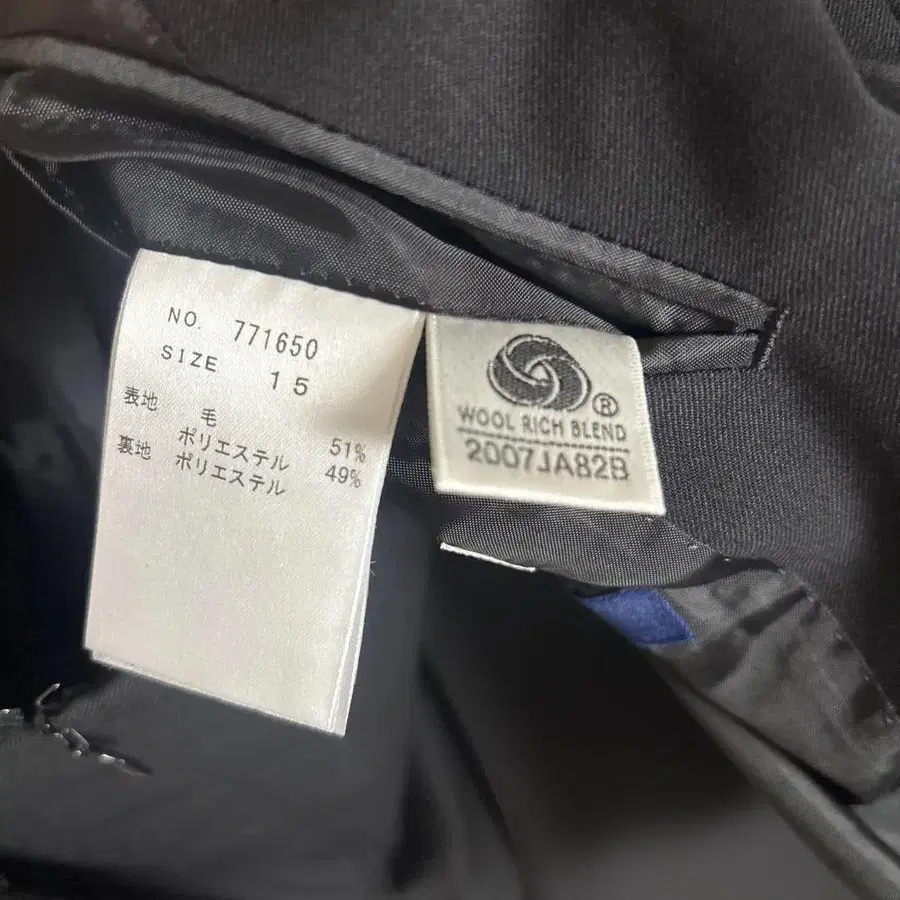 NO. 771650
SIZE 15
表地 毛 51%
ポリエステル 49%
裏地 ポリエステル
®
WOOL RICH BLEND
2007JA82B